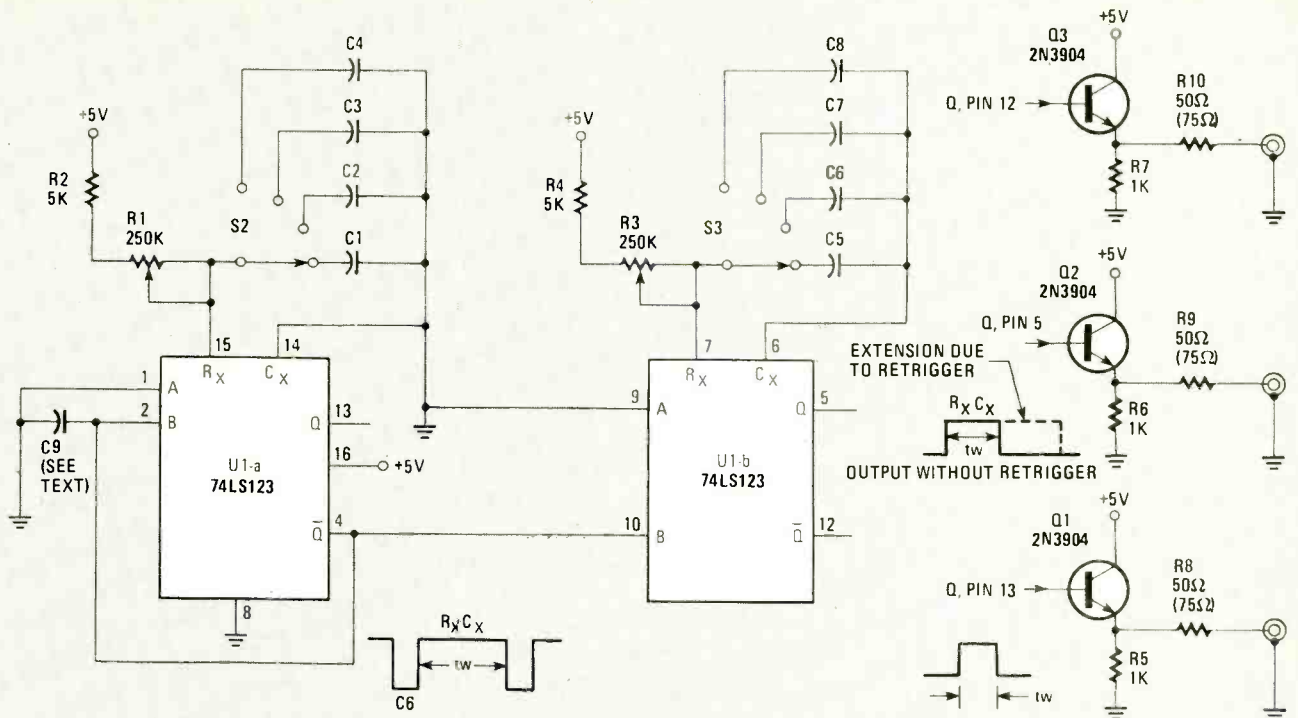 C4
C3
+5V
C2
R2
5K
S2
R1
250K
C1
15
14
RX
CX
1
A
2
B
C9
(SEE
TEXT)
Q
13
16
+5V
U1-a
74LS123
4
Q̅
8
RXCX
tw
C6
C8
C7
+5V
C6
R4
5K
S3
R3
250K
C5
7
6
RX
CX
9
A
Q
5
U1-b
74LS123
10
B
Q̅
12
+5V
Q3
2N3904
R10
50Ω
(75Ω)
Q, PIN 12
R7
1K
+5V
Q2
2N3904
R9
50Ω
(75Ω)
Q, PIN 5
EXTENSION DUE
TO RETRIGGER
RXCX
tw
R6
1K
OUTPUT WITHOUT RETRIGGER
+5V
Q1
2N3904
R8
50Ω
(75Ω)
Q, PIN 13
R5
1K
tw